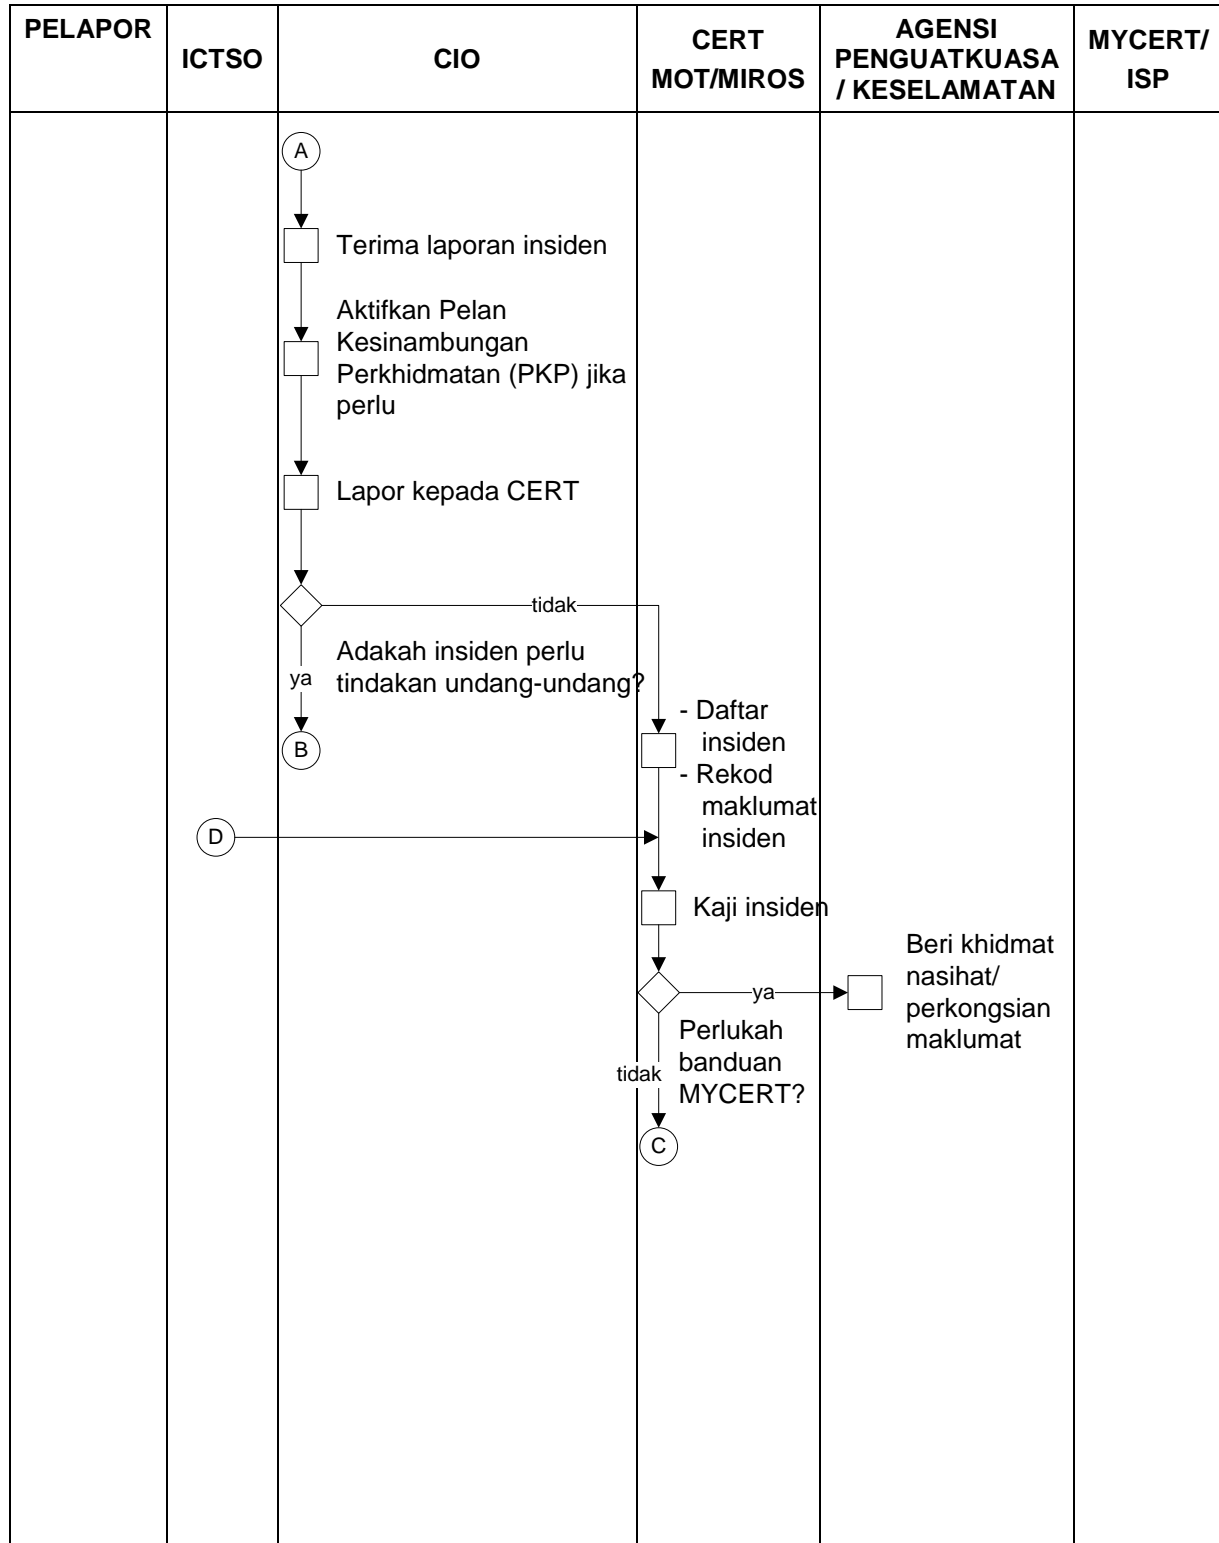 PELAPOR
ICTSO
CIO
CERT
MOT/MIROS
AGENSI
PENGUATKUASA
/ KESELAMATAN
MYCERT/
ISP
A
Terima laporan insiden
Aktifkan Pelan
Kesinambungan
Perkhidmatan (PKP) jika
perlu
Lapor kepada CERT
tidak
Adakah insiden perlu
tindakan undang-undang?
ya
B
- Daftar
insiden
- Rekod
maklumat
insiden
D
Kaji insiden
ya
Beri khidmat
nasihat/
perkongsian
maklumat
Perlukah
banduan
MYCERT?
tidak
C